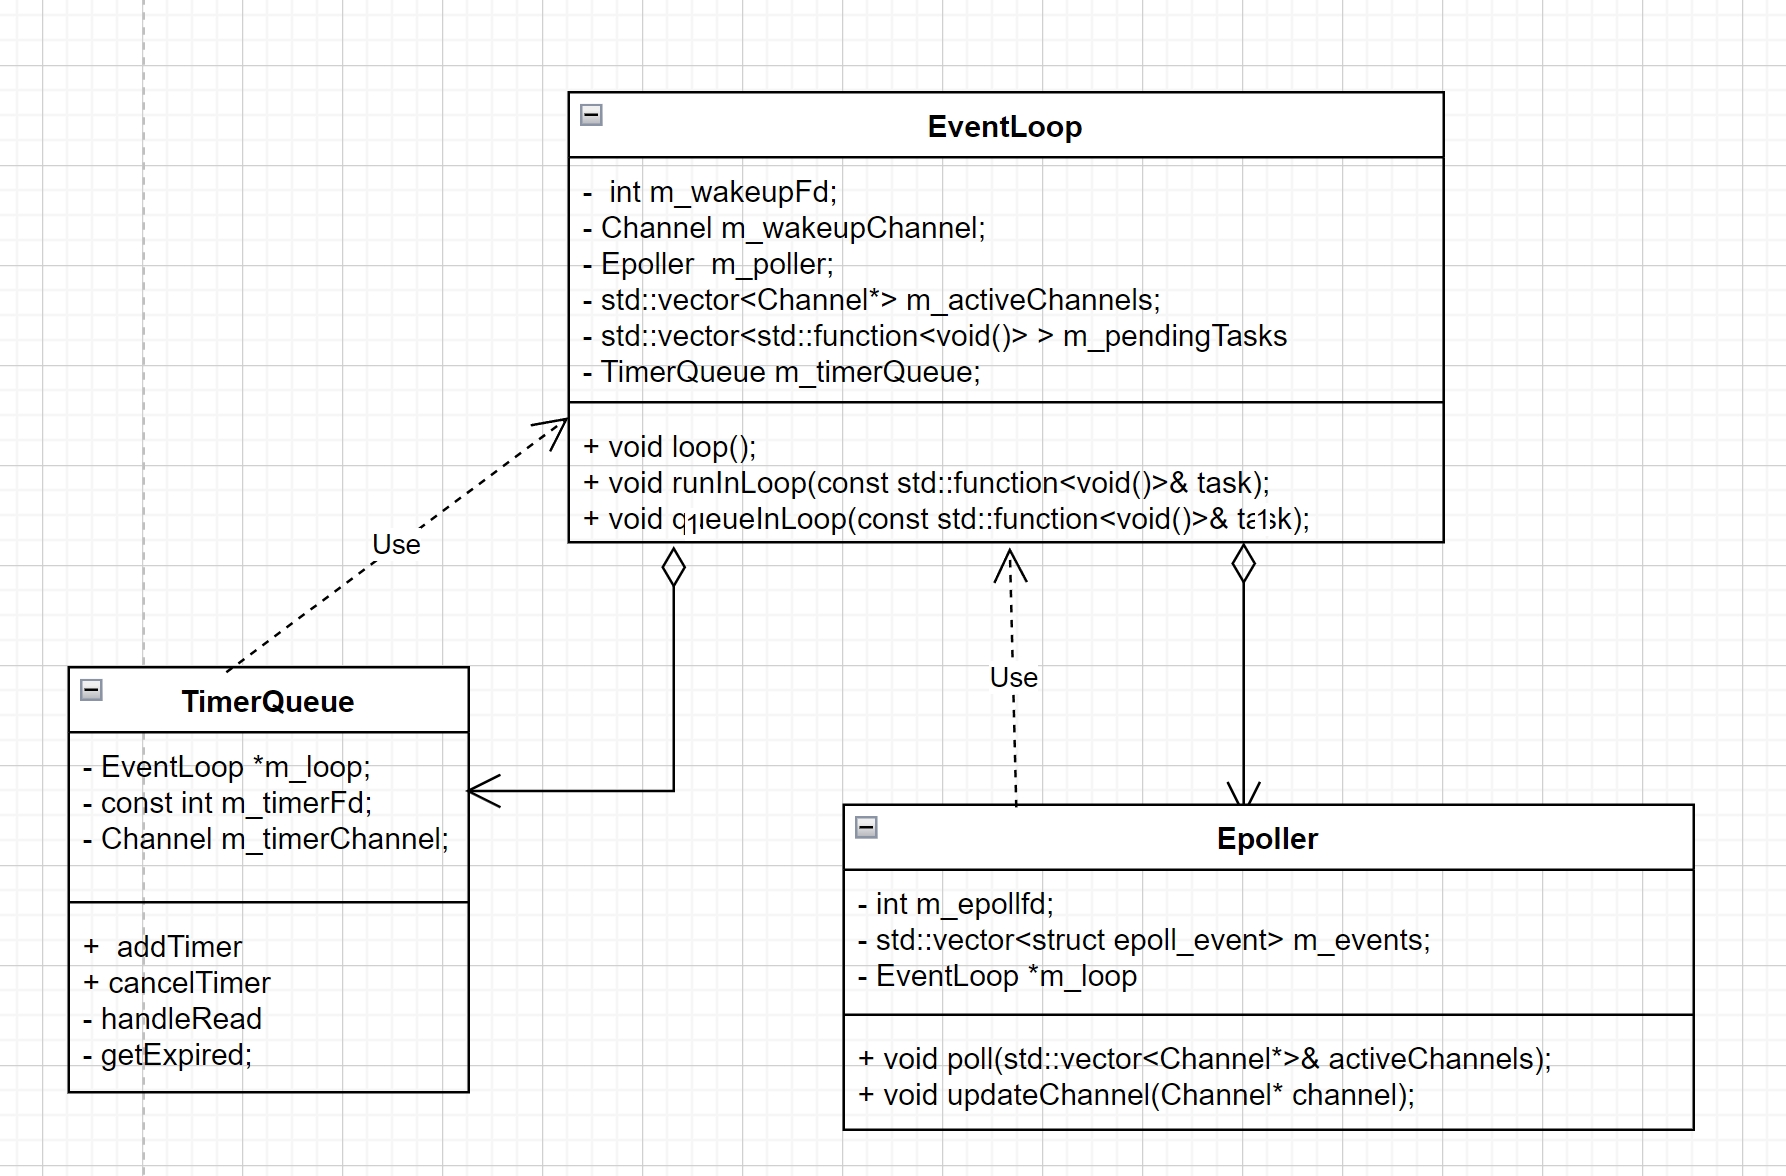 EventLoop
- int m_wakeupFd;
- Channel m_wakeupChannel;
- Epoller m_poller;
- std::vector<Channel*> m_activeChannels;
- std::vector<std::function<void()> > m_pendingTasks
- TimerQueue m_timerQueue;
+ void loop();
+ void runInLoop(const std::function<void()>& task);
+ void queueInLoop(const std::function<void()>& task);
1
1
Use
Use
TimerQueue
- EventLoop *m_loop;
- const int m_timerFd;
- Channel m_timerChannel;
+ addTimer
+ cancelTimer
- handleRead
- getExpired;
Epoller
- int m_epollfd;
- std::vector<struct epoll_event> m_events;
- EventLoop *m_loop
+ void poll(std::vector<Channel*>& activeChannels);
+ void updateChannel(Channel* channel);